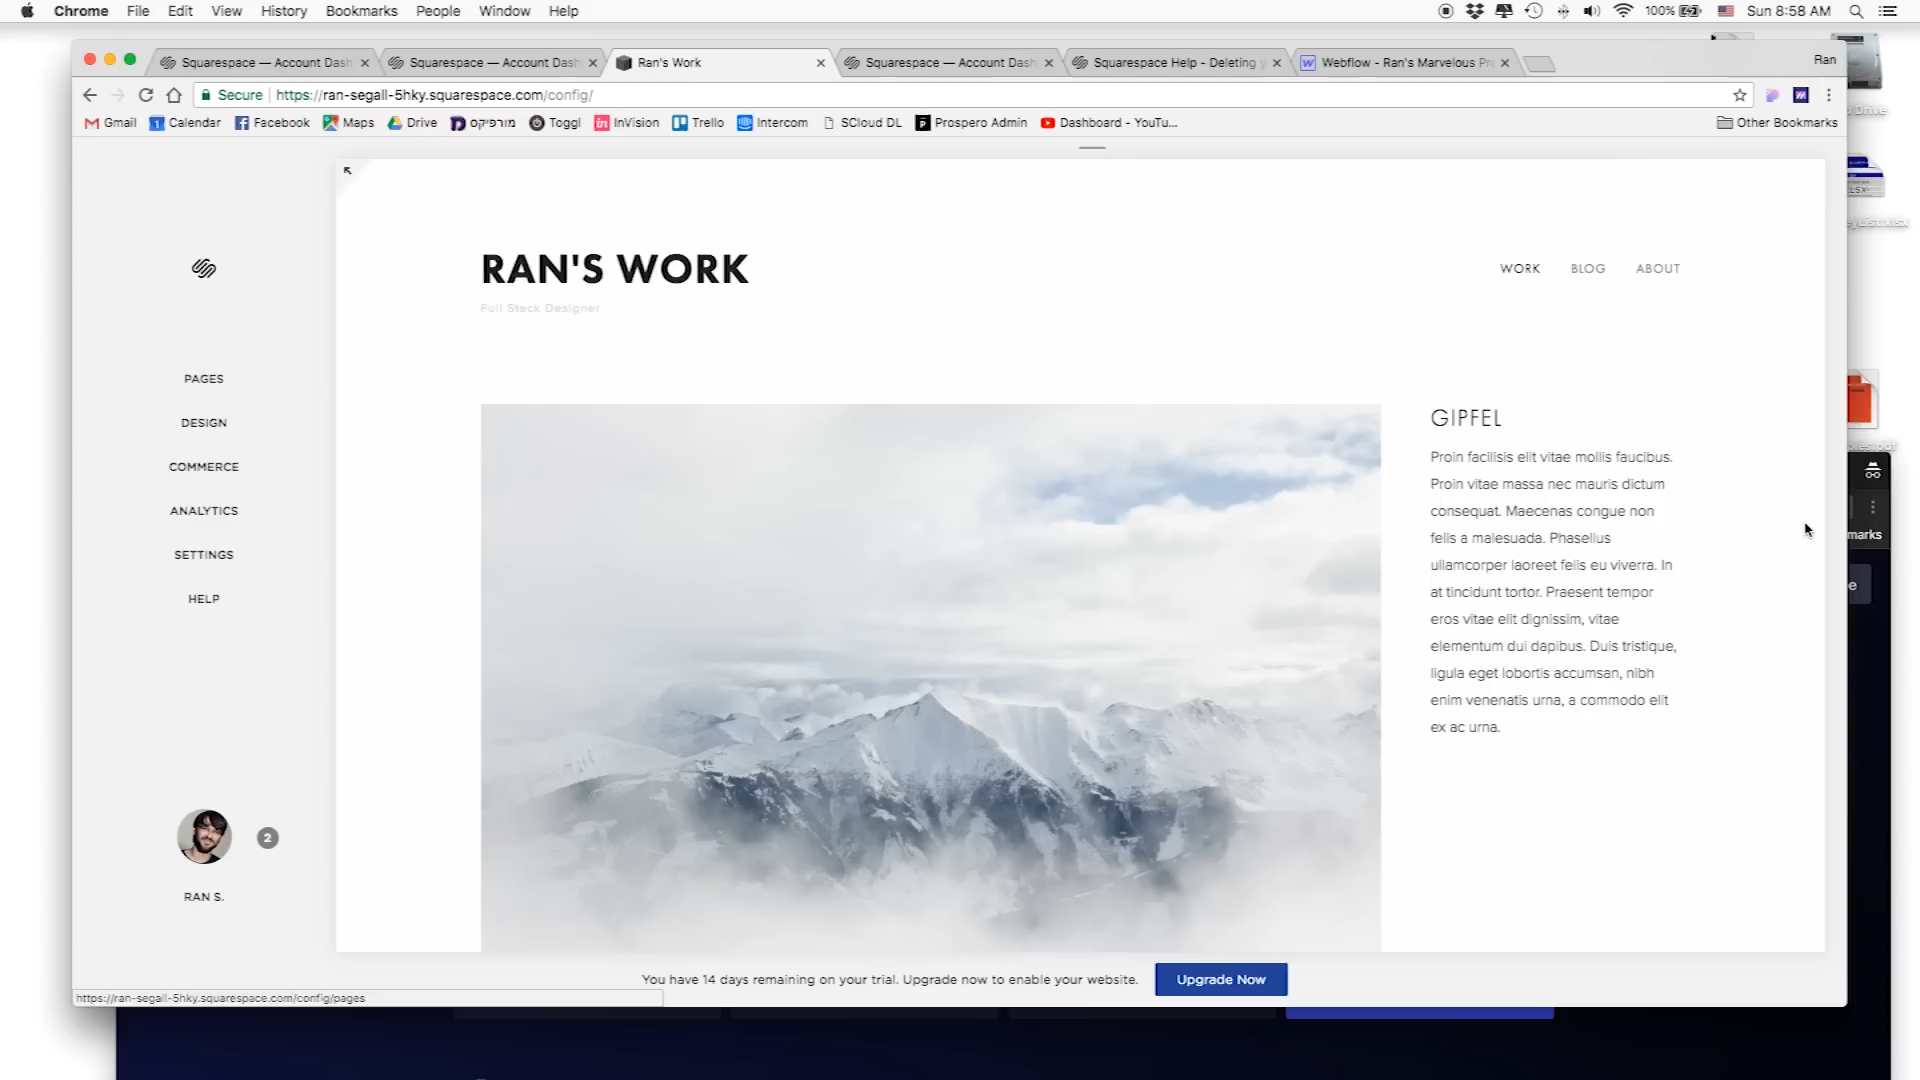 Chrome File Edit View History Bookmarks People Window Help
100% Sun 8:58 AM
Squarespace — Account Dash
Squarespace — Account Dash
Ran's Work
Squarespace — Account Dash
Squarespace Help - Deleting
Webflow - Ran's Marvelous Pr
Ran
Secure https://ran-segall-5hky.squarespace.com/config/
Gmail Calendar Facebook Maps Drive מורפיקס Toggl InVision Trello Intercom SCloud DL Prospero Admin Dashboard - YouTu... Other Bookmarks
RAN'S WORK
WORK BLOG ABOUT
Full Stack Designer
PAGES
DESIGN
COMMERCE
ANALYTICS
SETTINGS
HELP
2
RAN S.
GIPFEL
Proin facilisis elit vitae mollis faucibus.
Proin vitae massa nec mauris dictum
consequat. Maecenas congue non
felis a malesuada. Phasellus
ullamcorper laoreet felis eu viverra. In
at tincidunt tortor. Praesent tempor
eros vitae elit dignissim, vitae
elementum dui dapibus. Duis tristique,
ligula eget lobortis accumsan, nibh
enim venenatis urna, a commodo elit
ex ac urna.
You have 14 days remaining on your trial. Upgrade now to enable your website. Upgrade Now
https://ran-segall-5hky.squarespace.com/config/pages
Drive
marks
e